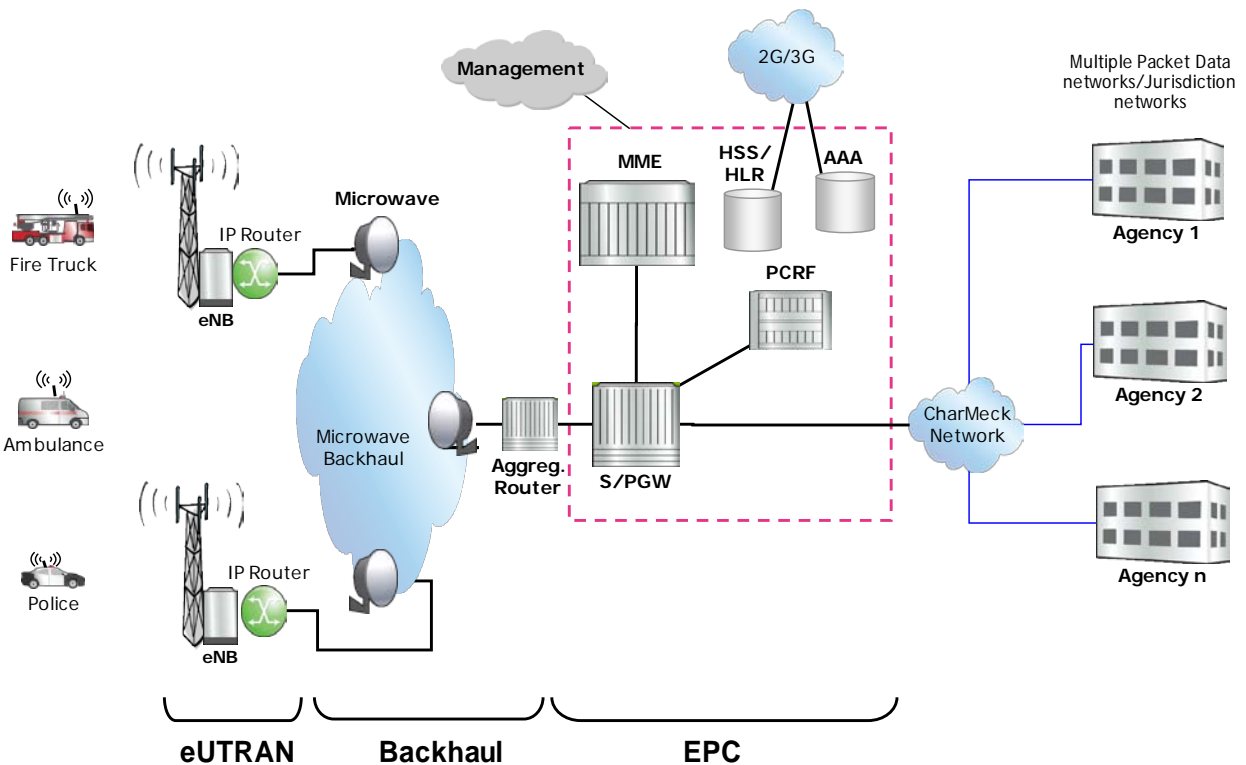 Management
2G/3G
Multiple Packet Data
networks/Jurisdiction
networks
MME
HSS/
HLR
AAA
Agency 1
Microwave
IP Router
Fire Truck
eNB
PCRF
Agency 2
CharMeck
Network
Microwave
Backhaul
Ambulance
Aggreg.
Router
S/PGW
IP Router
Agency n
Police
eNB
eUTRAN
Backhaul
EPC